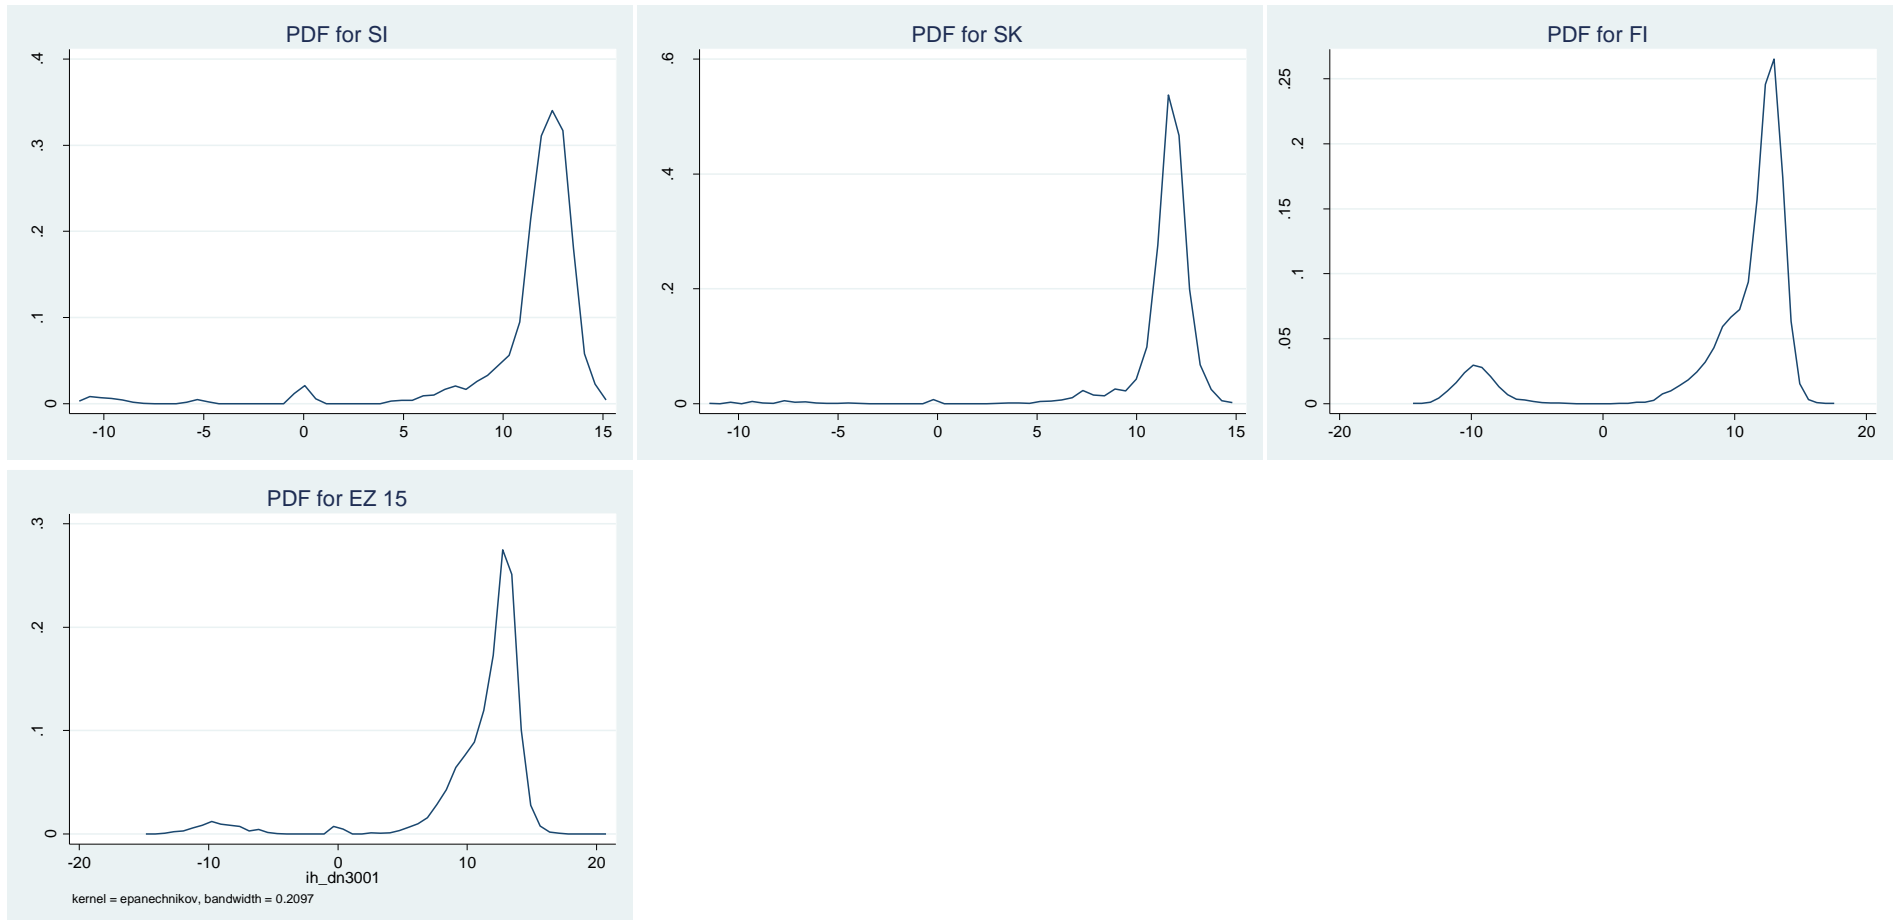 PDF for SI
.4
.3
.2
.1
0
-10 -5 0 5 10 15
PDF for SK
.6
.4
.2
0
-10 -5 0 5 10 15
PDF for FI
.25
.2
.15
.1
.05
0
-20 -10 0 10 20
PDF for EZ 15
.3
.2
.1
0
-20 -10 0 10 20
ih_dn3001
kernel = epanechnikov, bandwidth = 0.2097